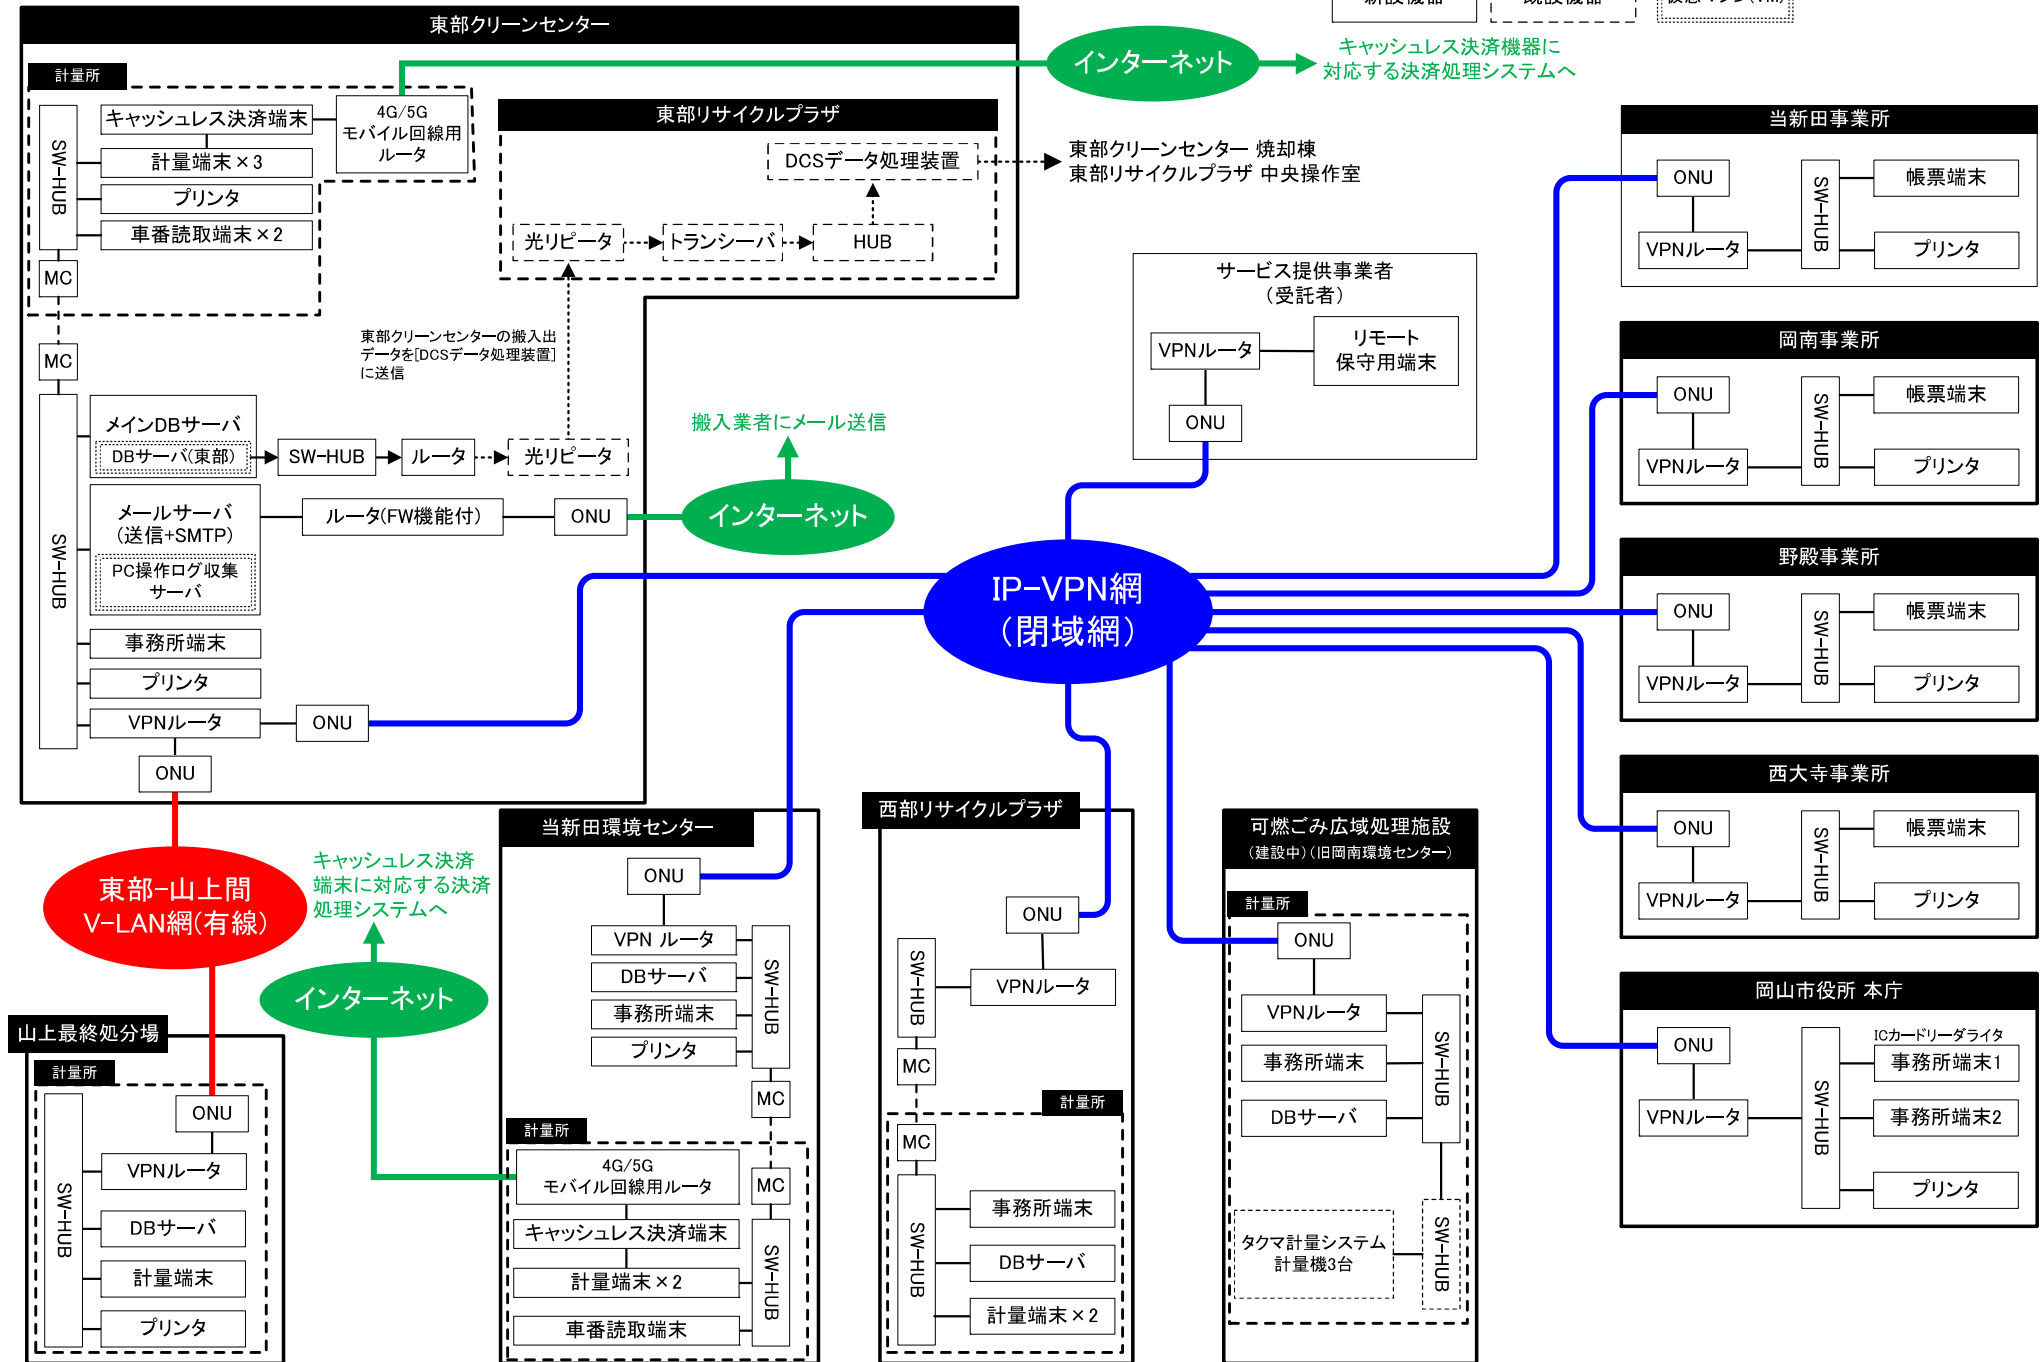 東部クリーンセンター
計量所
SW-HUB
キャッシュレス決済端末
計量端末×3
プリンタ
車番読取端末×2
4G/5G
モバイル回線用
ルータ
MC
MC
東部リサイクルプラザ
DCSデータ処理装置
光リピータ
トランシーバ
HUB
インターネット
キャッシュレス決済機器に
対応する決済処理システムへ
東部クリーンセンター 焼却棟
東部リサイクルプラザ 中央操作室
東部クリーンセンターの搬入出
データを[DCSデータ処理装置]
に送信
SW-HUB
メインDBサーバ
DBサーバ(東部)
SW-HUB
ルータ
光リピータ
メールサーバ
(送信+SMTP)
PC操作ログ収集
サーバ
ルータ(FW機能付)
ONU
インターネット
搬入業者にメール送信
事務所端末
プリンタ
VPNルータ
ONU
ONU
東部-山上間
V-LAN網(有線)
サービス提供事業者
(受託者)
VPNルータ
リモート
保守用端末
ONU
IP-VPN網
(閉域網)
当新田事業所
ONU
VPNルータ
SW-HUB
帳票端末
プリンタ
岡南事業所
ONU
VPNルータ
SW-HUB
帳票端末
プリンタ
野殿事業所
ONU
VPNルータ
SW-HUB
帳票端末
プリンタ
西大寺事業所
ONU
VPNルータ
SW-HUB
帳票端末
プリンタ
岡山市役所 本庁
ONU
VPNルータ
SW-HUB
ICカードリーダライタ
事務所端末1
事務所端末2
プリンタ
山上最終処分場
計量所
ONU
SW-HUB
VPNルータ
DBサーバ
計量端末
プリンタ
キャッシュレス決済
端末に対応する決済
処理システムへ
インターネット
当新田環境センター
ONU
VPN ルータ
DBサーバ
事務所端末
プリンタ
SW-HUB
MC
計量所
4G/5G
モバイル回線用ルータ
MC
キャッシュレス決済端末
計量端末×2
車番読取端末
SW-HUB
西部リサイクルプラザ
ONU
SW-HUB
VPNルータ
MC
計量所
MC
SW-HUB
事務所端末
DBサーバ
計量端末×2
可燃ごみ広域処理施設
(建設中)(旧岡南環境センター)
計量所
ONU
VPNルータ
事務所端末
DBサーバ
SW-HUB
タクマ計量システム
計量機3台
SW-HUB